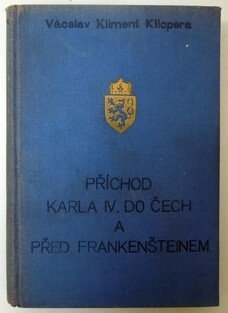 Václav Kliment Klicpera
PŘÍCHOD
KARLA IV. DO ČECH
A
PŘED FRANKENŠTEINEM